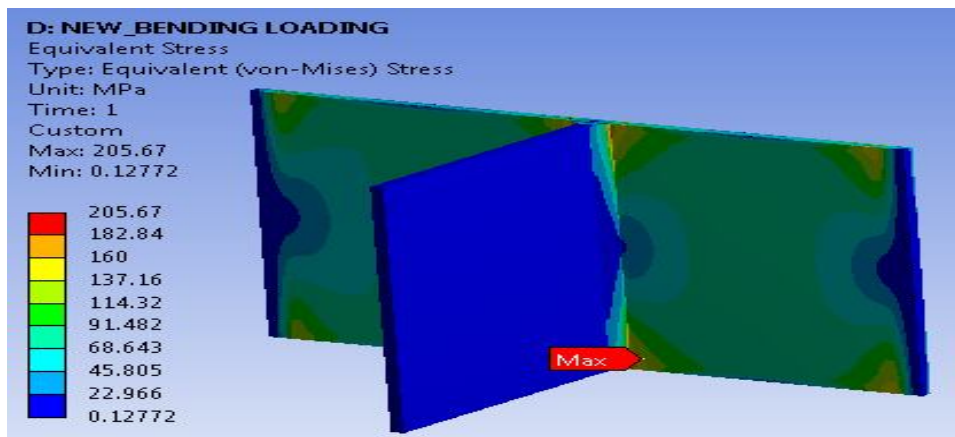 D: NEW_BENDING LOADING
Equivalent Stress
Type: Equivalent (von-Mises) Stress
Unit: MPa
Time: 1
Custom
Max: 205.67
Min: 0.12772
205.67
182.84
160
137.16
114.32
91.482
68.643
45.805
22.966
0.12772
Max